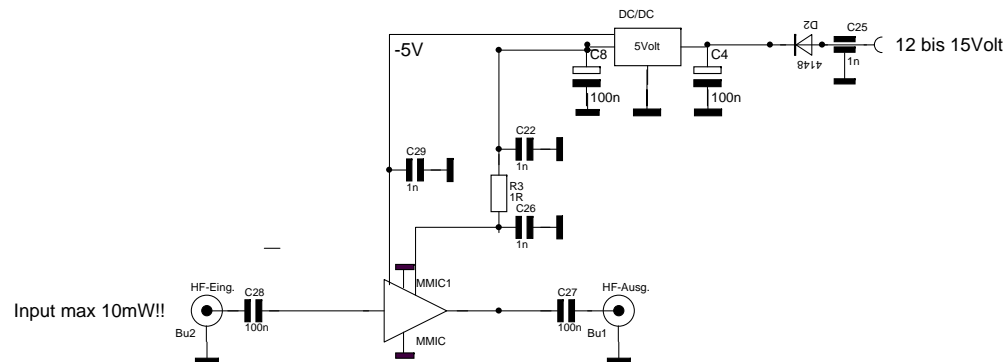 DC/DC
5Volt
D2
4148
C25
1n
12 bis 15Volt
-5V
C8
100n
C4
100n
C29
1n
C22
1n
R3
1R
C26
1n
Input max 10mW!!
HF-Eing.
Bu2
C28
100n
MMIC1
MMIC
C27
100n
HF-Ausg.
Bu1